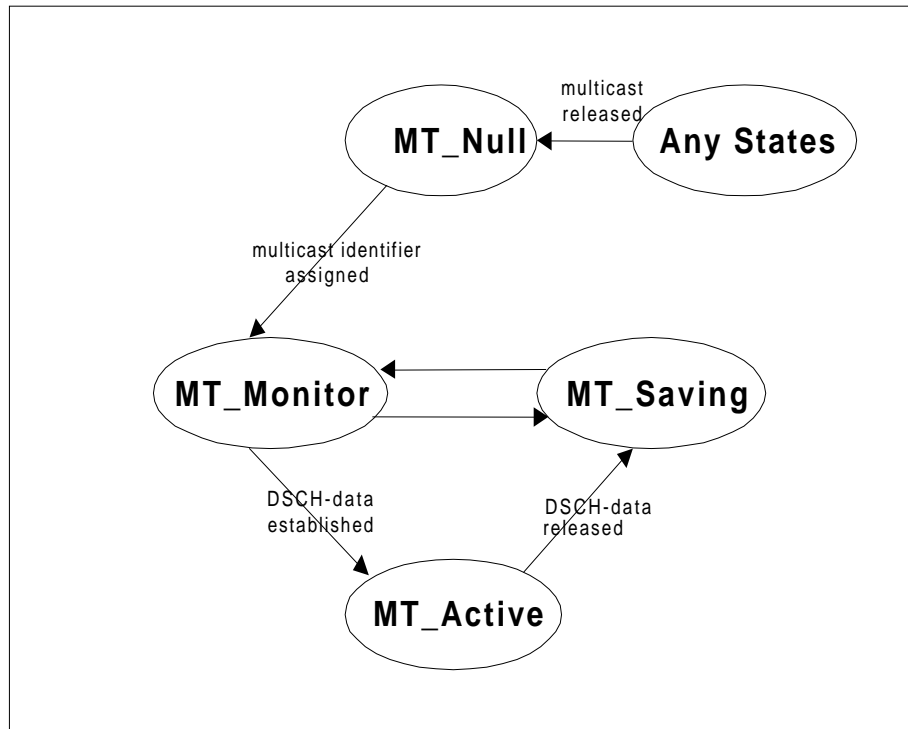 multicast
released
MT_Null
Any States
multicast identifier
assigned
MT_Monitor
MT_Saving
DSCH-data
established
DSCH-data
released
MT_Active